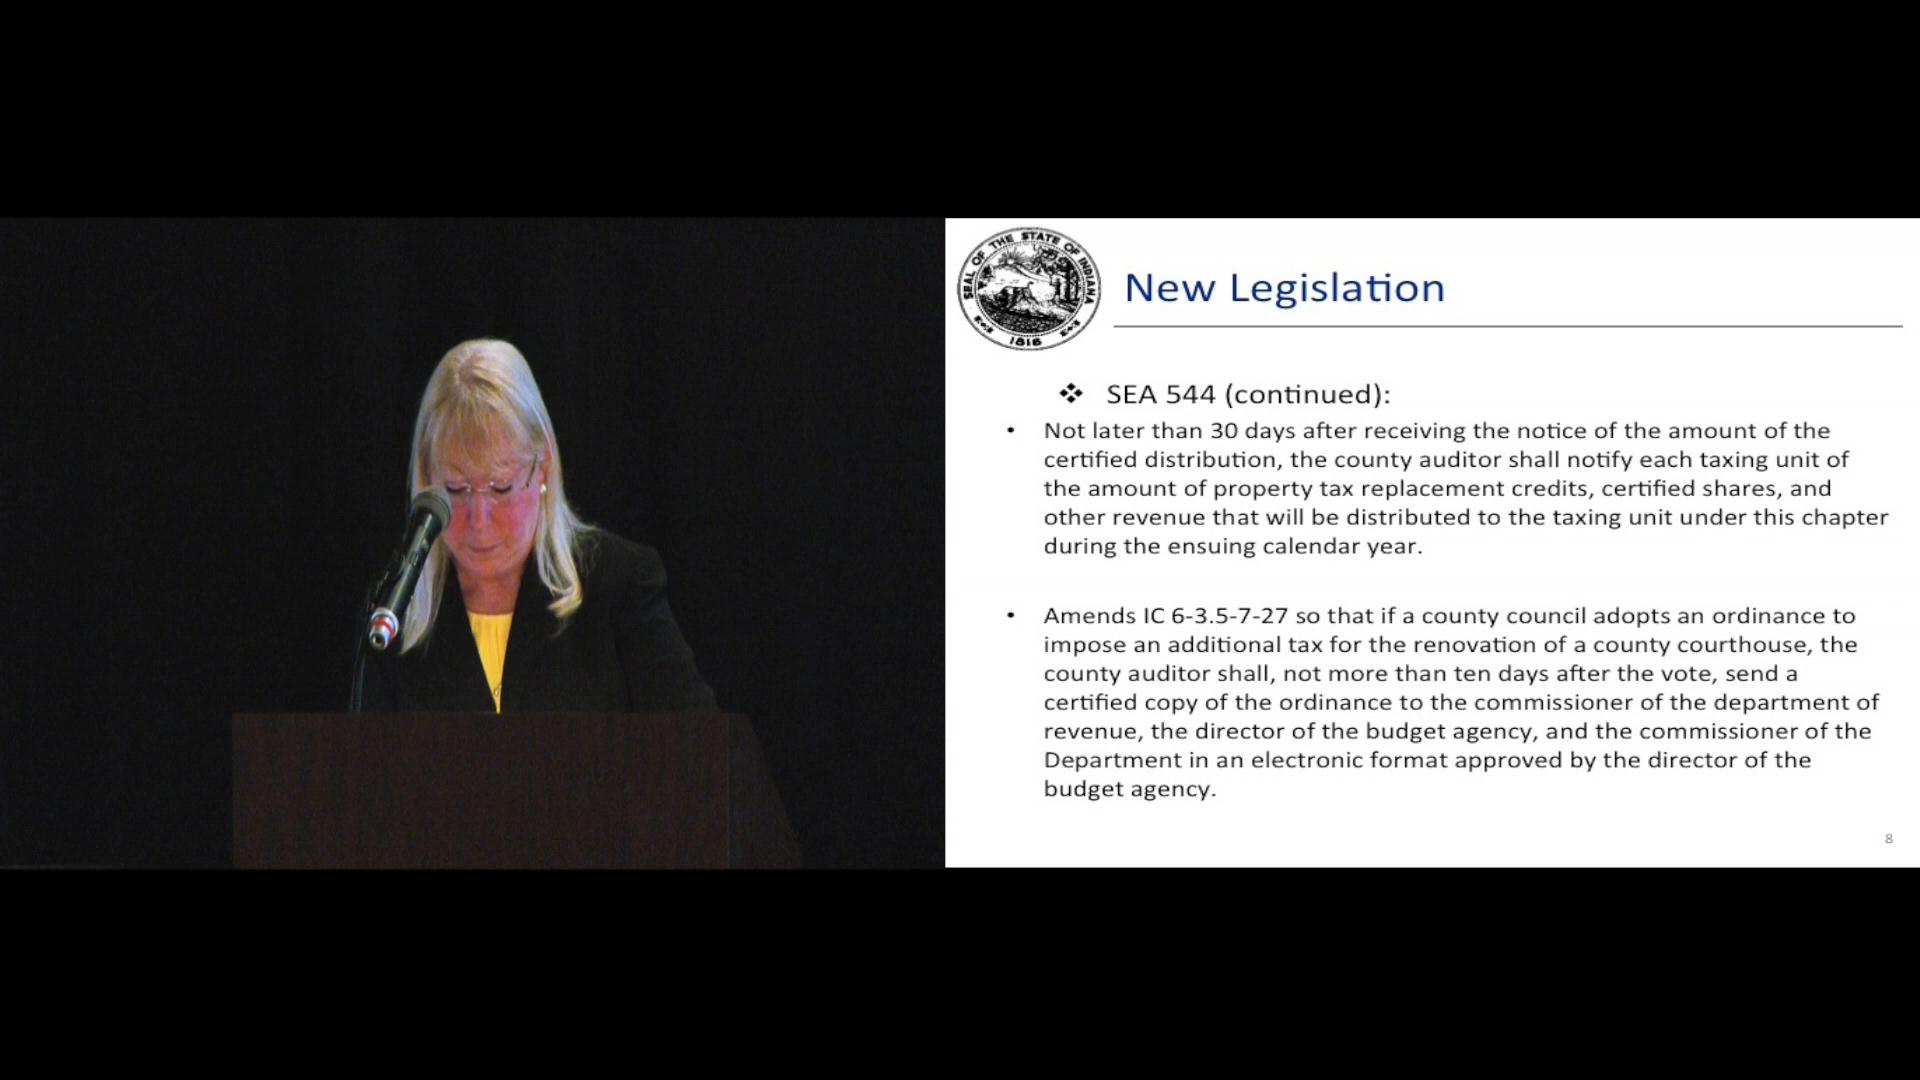 SEAL OF THE STATE OF INDIANA
1816
New Legislation
❖ SEA 544 (continued):
• Not later than 30 days after receiving the notice of the amount of the
certified distribution, the county auditor shall notify each taxing unit of
the amount of property tax replacement credits, certified shares, and
other revenue that will be distributed to the taxing unit under this chapter
during the ensuing calendar year.
• Amends IC 6-3.5-7-27 so that if a county council adopts an ordinance to
impose an additional tax for the renovation of a county courthouse, the
county auditor shall, not more than ten days after the vote, send a
certified copy of the ordinance to the commissioner of the department of
revenue, the director of the budget agency, and the commissioner of the
Department in an electronic format approved by the director of the
budget agency.
8